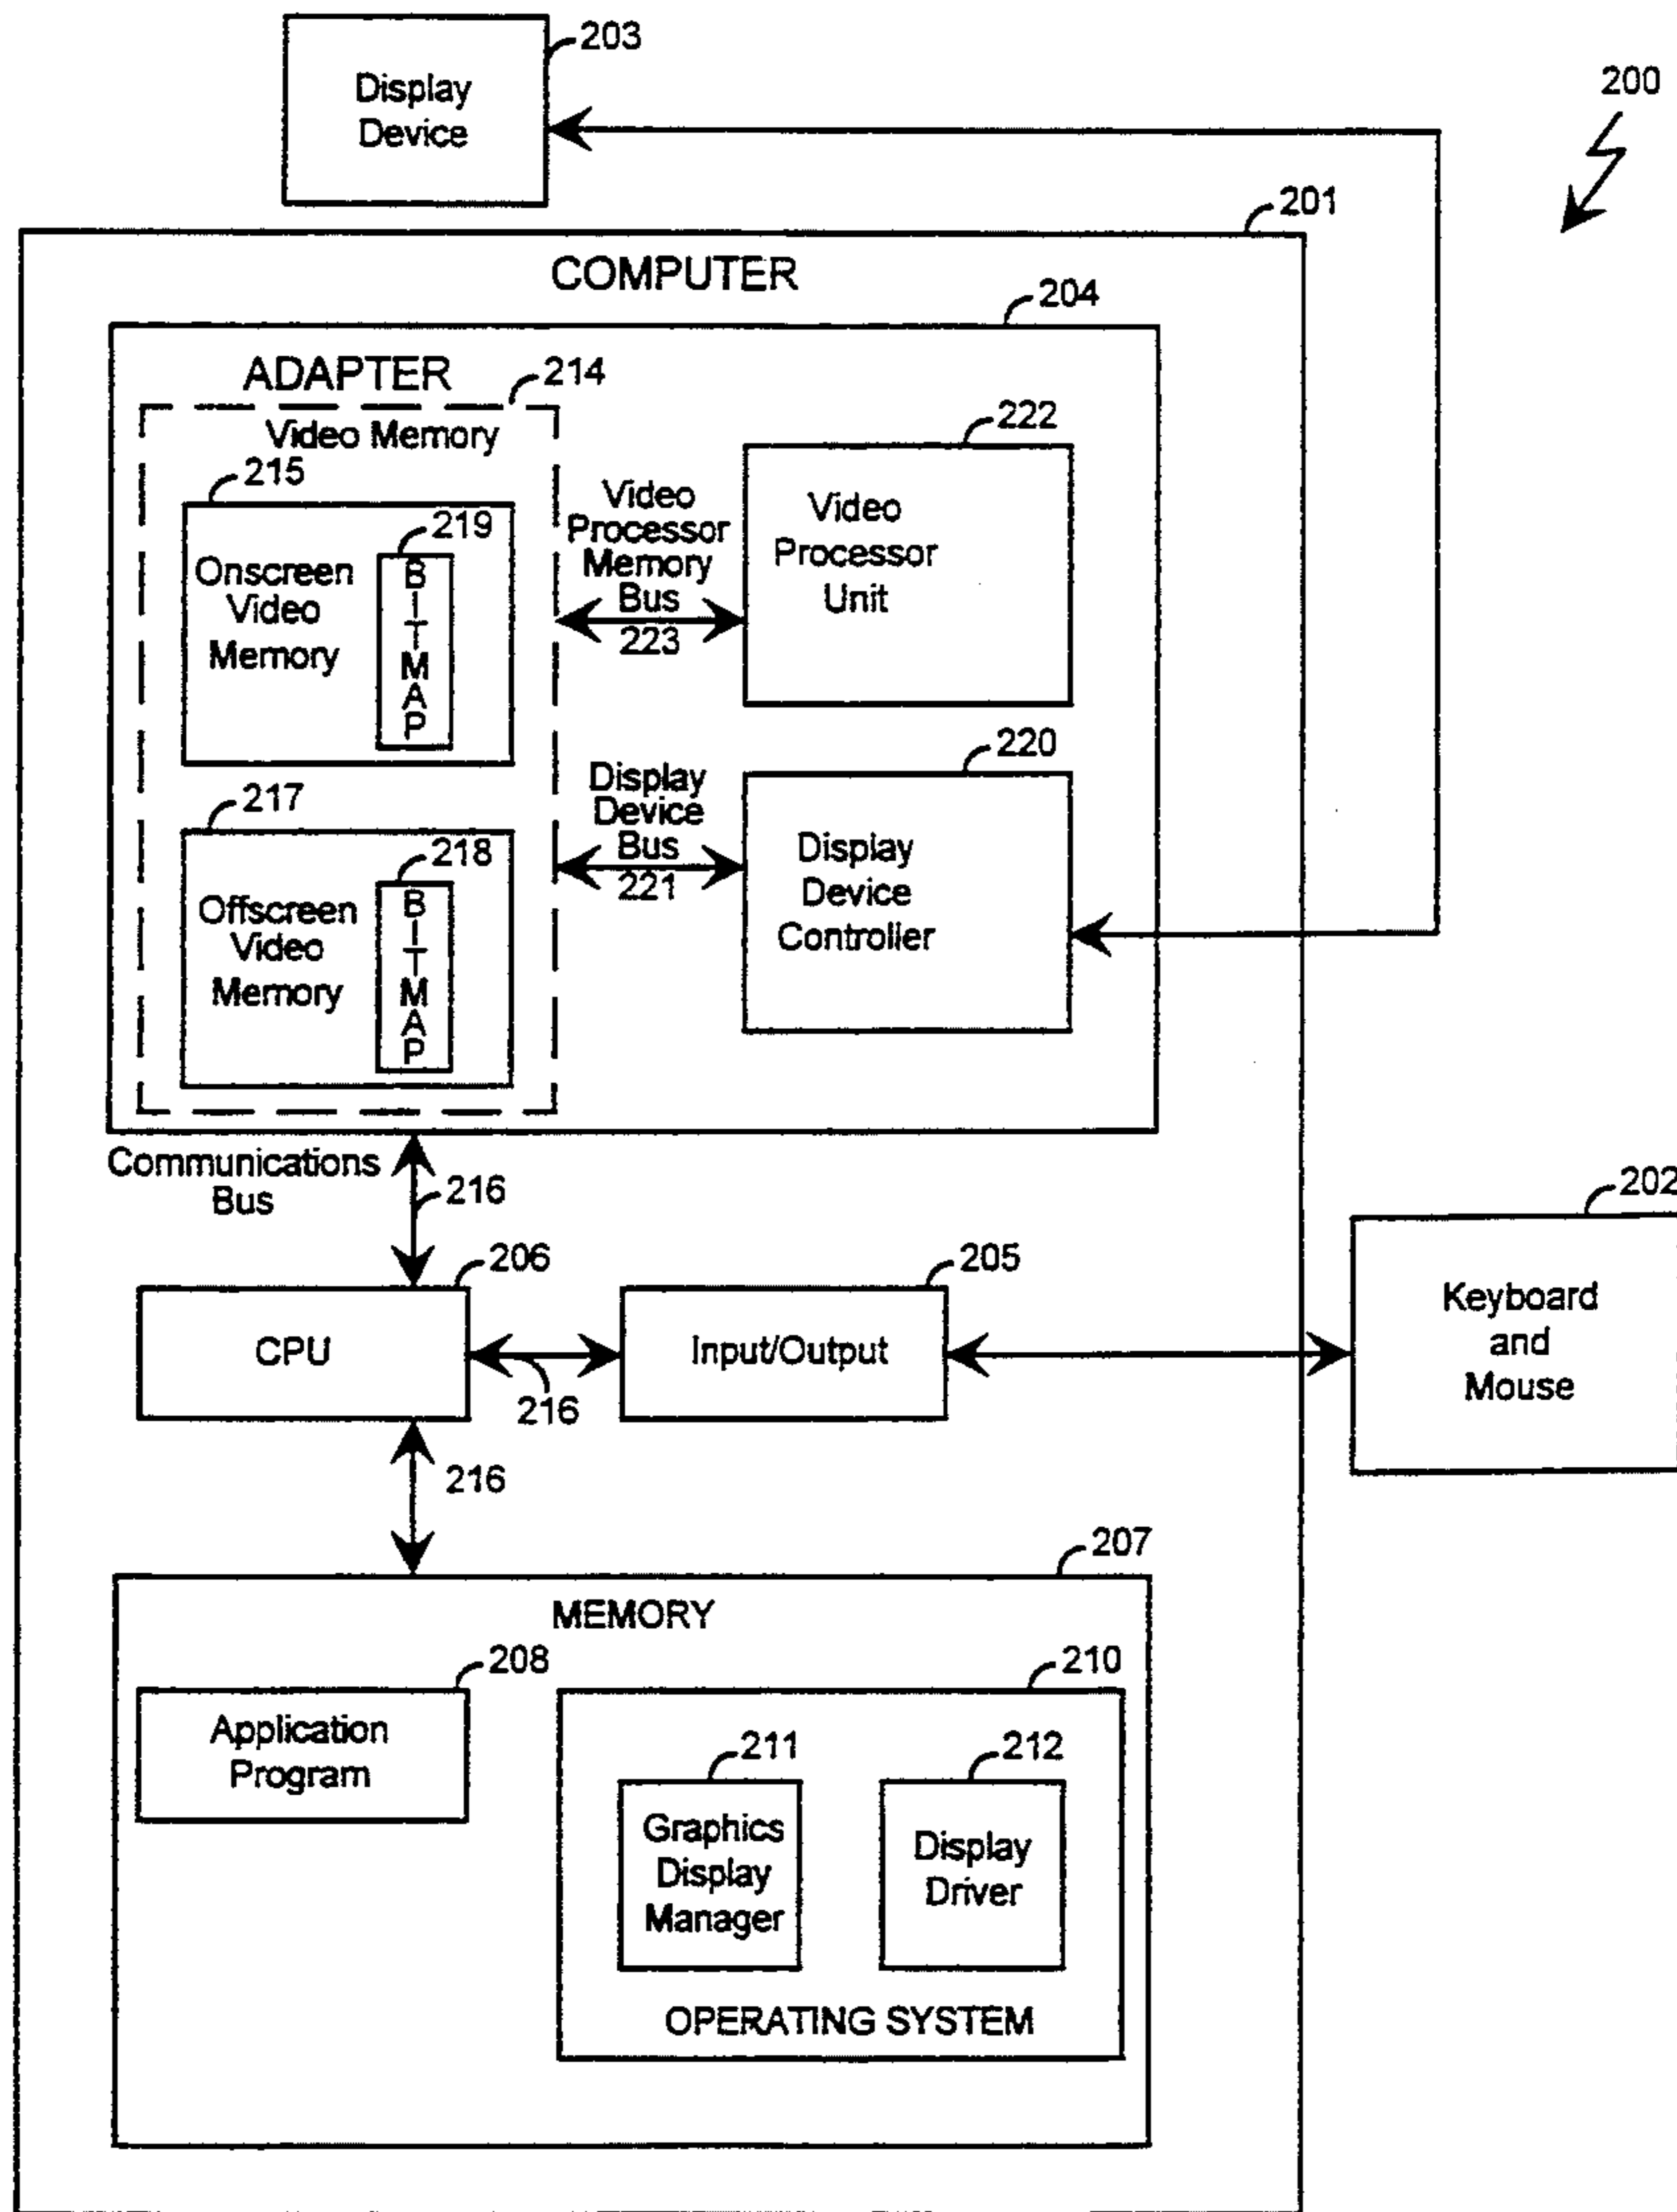 203
Display
Device
200
201
COMPUTER
204
ADAPTER
214
Video Memory
222
215
Video
Processor
Memory
Bus
223
Video
Processor
Unit
219
BITMAP
Onscreen
Video
Memory
220
Display
Device
Bus
221
217
218
BITMAP
Display
Device
Controller
Offscreen
Video
Memory
Communications
Bus
216
202
206
205
CPU
216
Input/Output
Keyboard
and
Mouse
216
207
MEMORY
208
210
Application
Program
211
212
Graphics
Display
Manager
Display
Driver
OPERATING SYSTEM